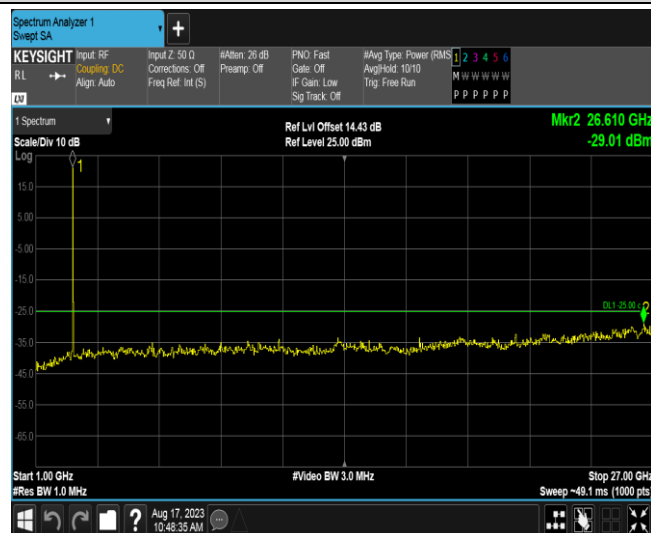 Spectrum Analyzer 1
Swept SA
KEYSIGHT
RL
Input: RF
Coupling: DC
Align: Auto
Input Z: 50 Ω
Corrections: Off
Freq Ref: Int (S)
#Atten: 26 dB
Preamp: Off
PNO: Fast
Gate: Off
IF Gain: Low
Sig Track: Off
#Avg Type: Power (RMS
Avg|Hold: 10/10
Trig: Free Run
1 2 3 4 5 6
M W W W W W
P P P P P P
1 Spectrum
Scale/Div 10 dB
Ref Lvl Offset 14.43 dB
Ref Level 25.00 dBm
Mkr2 26.610 GHz
-29.01 dBm
Log
1
15.0
5.00
-5.00
-15.0
-25.0
-35.0
-45.0
-55.0
-65.0
DL1 -25.00
2
Start 1.00 GHz
#Res BW 1.0 MHz
#Video BW 3.0 MHz
Stop 27.00 GHz
Sweep ~49.1 ms (1000 pts)
Aug 17, 2023
10:48:35 AM